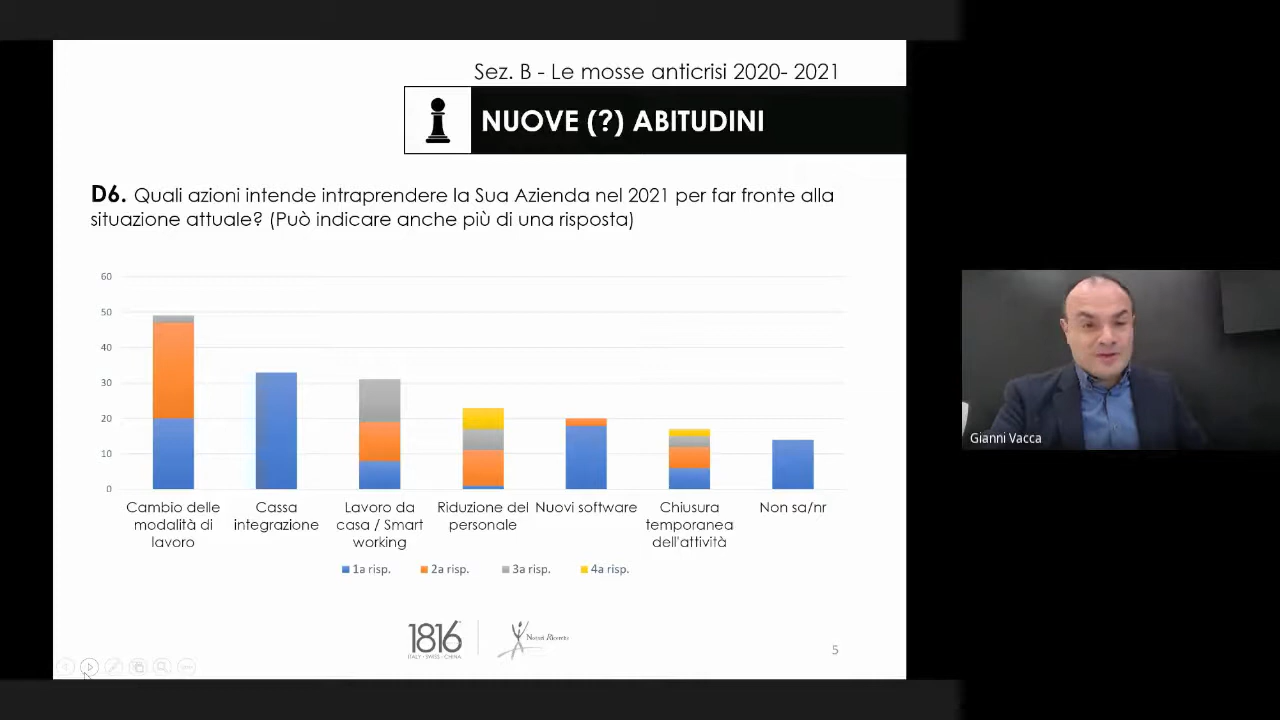 Sez. B - Le mosse anticrisi 2020- 2021
NUOVE (?) ABITUDINI
D6. Quali azioni intende intraprendere la Sua Azienda nel 2021 per far fronte alla
situazione attuale? (Può indicare anche più di una risposta)
60
50
40
30
20
10
0
Cambio delle
modalità di
lavoro
Cassa
integrazione
Lavoro da
casa / Smart
working
Riduzione del
personale
Nuovi software
Chiusura
temporanea
dell'attività
Non sa/nr
1a risp.
2a risp.
3a risp.
4a risp.
1816
ITALY • SWISS • CHINA
5
Gianni Vacca